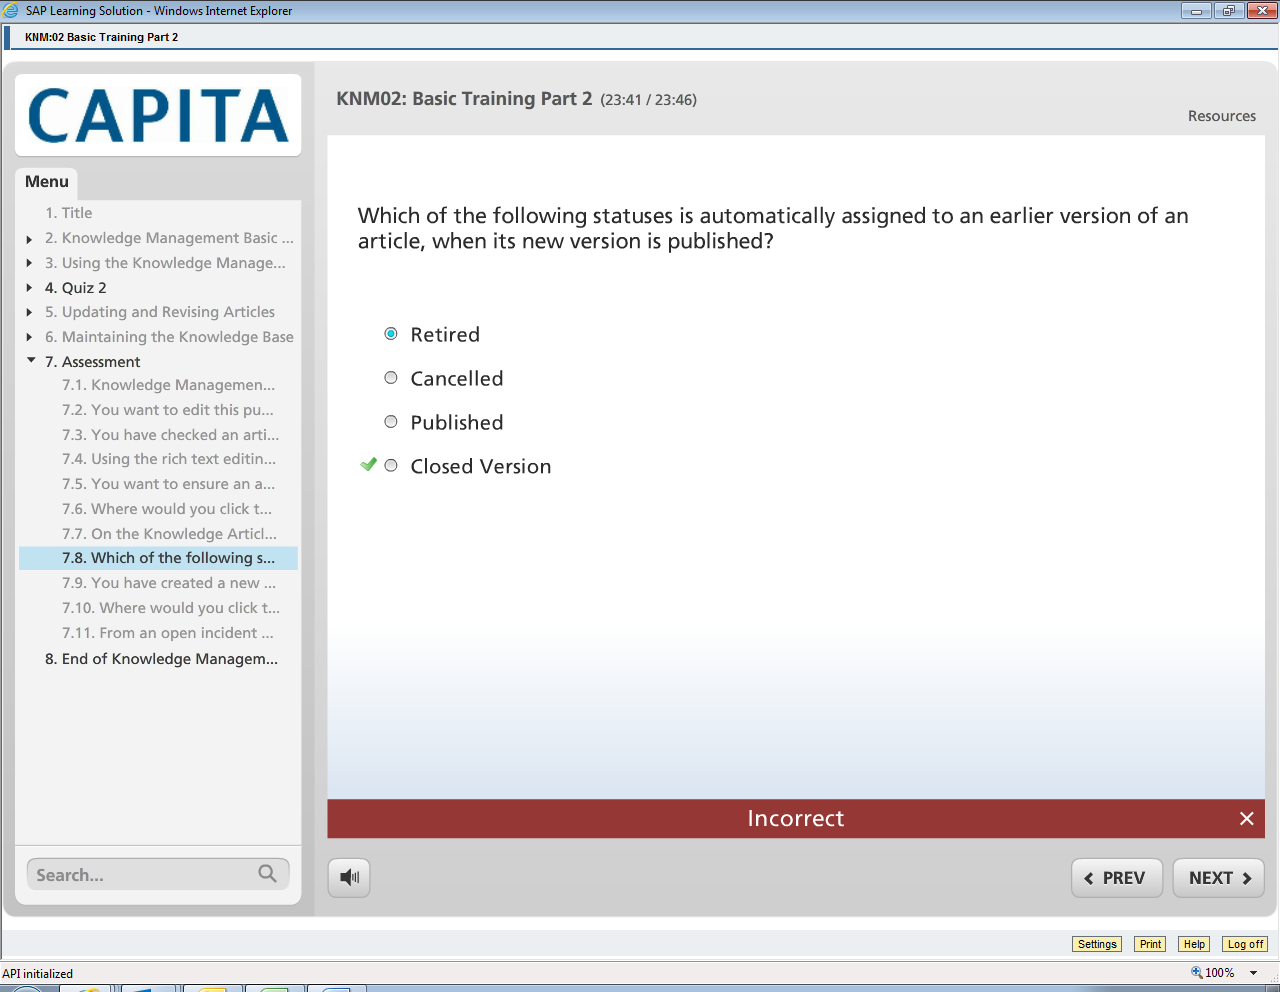 SAP Learning Solution - Windows Internet Explorer
KNM:02 Basic Training Part 2
CAPITA
KNM02: Basic Training Part 2 (23:41 / 23:46)
Resources
Menu
1. Title
2. Knowledge Management Basic ...
3. Using the Knowledge Manage...
4. Quiz 2
5. Updating and Revising Articles
6. Maintaining the Knowledge Base
7. Assessment
7.1. Knowledge Managemen...
7.2. You want to edit this pu...
7.3. You have checked an arti...
7.4. Using the rich text editin...
7.5. You want to ensure an a...
7.6. Where would you click t...
7.7. On the Knowledge Articl...
7.8. Which of the following s...
7.9. You have created a new ...
7.10. Where would you click t...
7.11. From an open incident ...
8. End of Knowledge Managem...
Search...
Which of the following statuses is automatically assigned to an earlier version of an
article, when its new version is published?
Retired
Cancelled
Published
Closed Version
Incorrect
PREV
NEXT
Settings
Print
Help
Log off
API initialized
100%